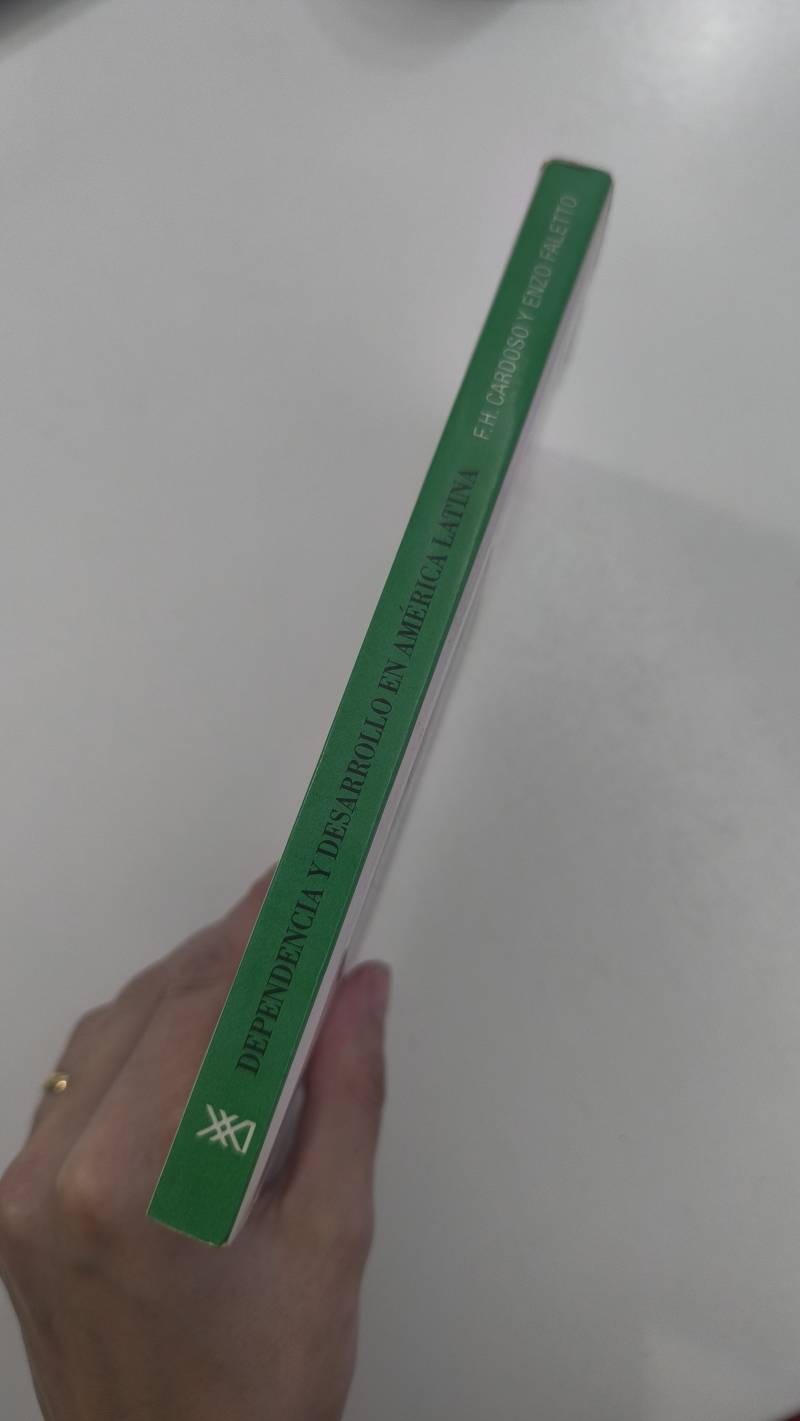 DEPENDENCIA Y DESARROLLO EN AMÉRICA LATINA
F.H. CARDOSO Y ENZO FALETTO